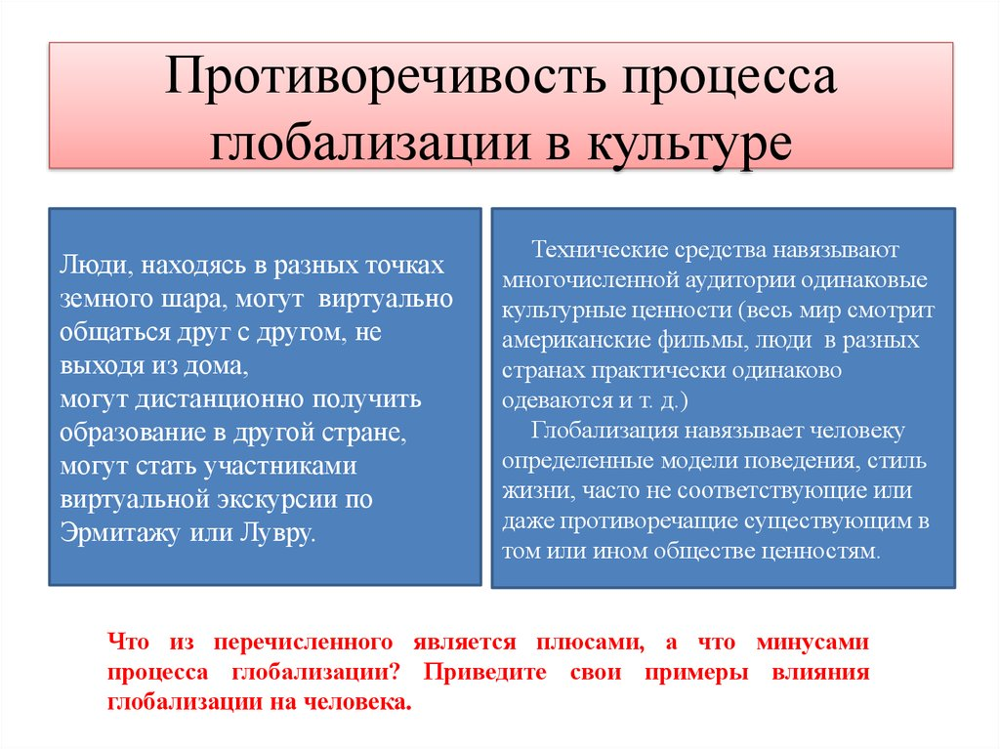 Противоречивость процесса
глобализации в культуре
Люди, находясь в разных точках
земного шара, могут виртуально
общаться друг с другом, не
выходя из дома,
могут дистанционно получить
образование в другой стране,
могут стать участниками
виртуальной экскурсии по
Эрмитажу или Лувру.
Технические средства навязывают
многочисленной аудитории одинаковые
культурные ценности (весь мир смотрит
американские фильмы, люди в разных
странах практически одинаково
одеваются и т. д.)
Глобализация навязывает человеку
определенные модели поведения, стиль
жизни, часто не соответствующие или
даже противоречащие существующим в
том или ином обществе ценностям.
Что из перечисленного является плюсами, а что минусами
процесса глобализации? Приведите свои примеры влияния
глобализации на человека.